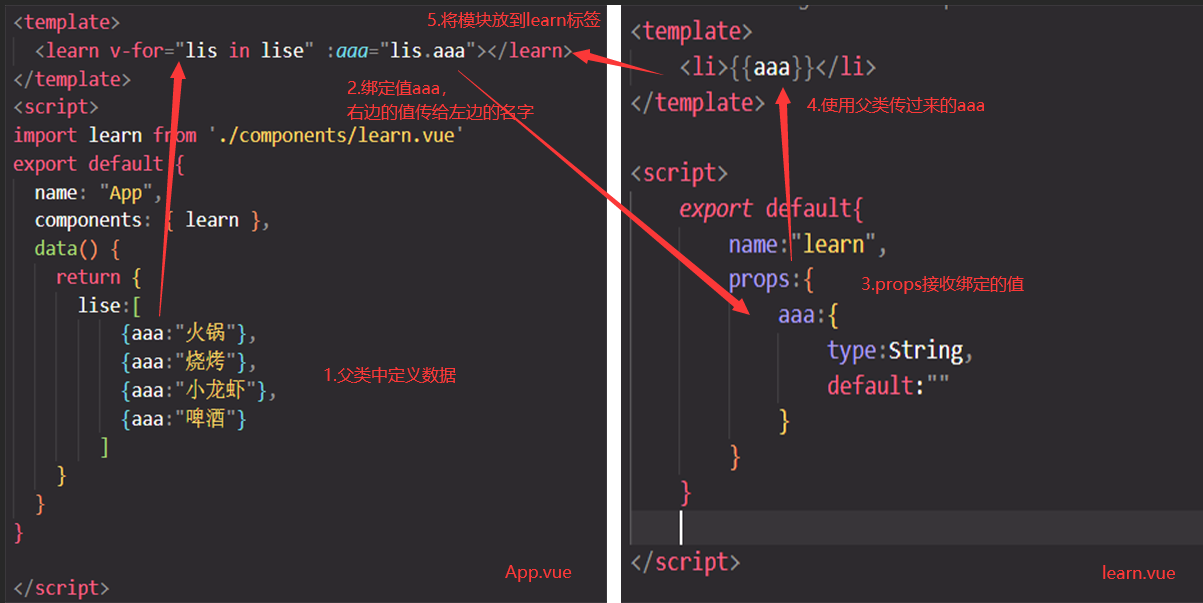 <template>
5.将模块放到learn标签
<learn v-for="lis in lise" :aaa="lis.aaa"></learn>
</template>
2.绑定值aaa，
<script>
右边的值传给左边的名字
import learn from './components/learn.vue'
export default {
name: "App",
components: { learn },
data() {
return {
lise:[
{aaa:"火锅"},
{aaa:"烧烤"},
1.父类中定义数据
{aaa:"小龙虾"},
{aaa:"啤酒"}
]
}
}
}
</script>
App.vue
<template>
<li>{{aaa}}</li>
</template>
4.使用父类传过来的aaa
<script>
export default{
name:"learn",
props:{
3.props接收绑定的值
aaa:{
type:String,
default:""
}
}
}
</script>
learn.vue